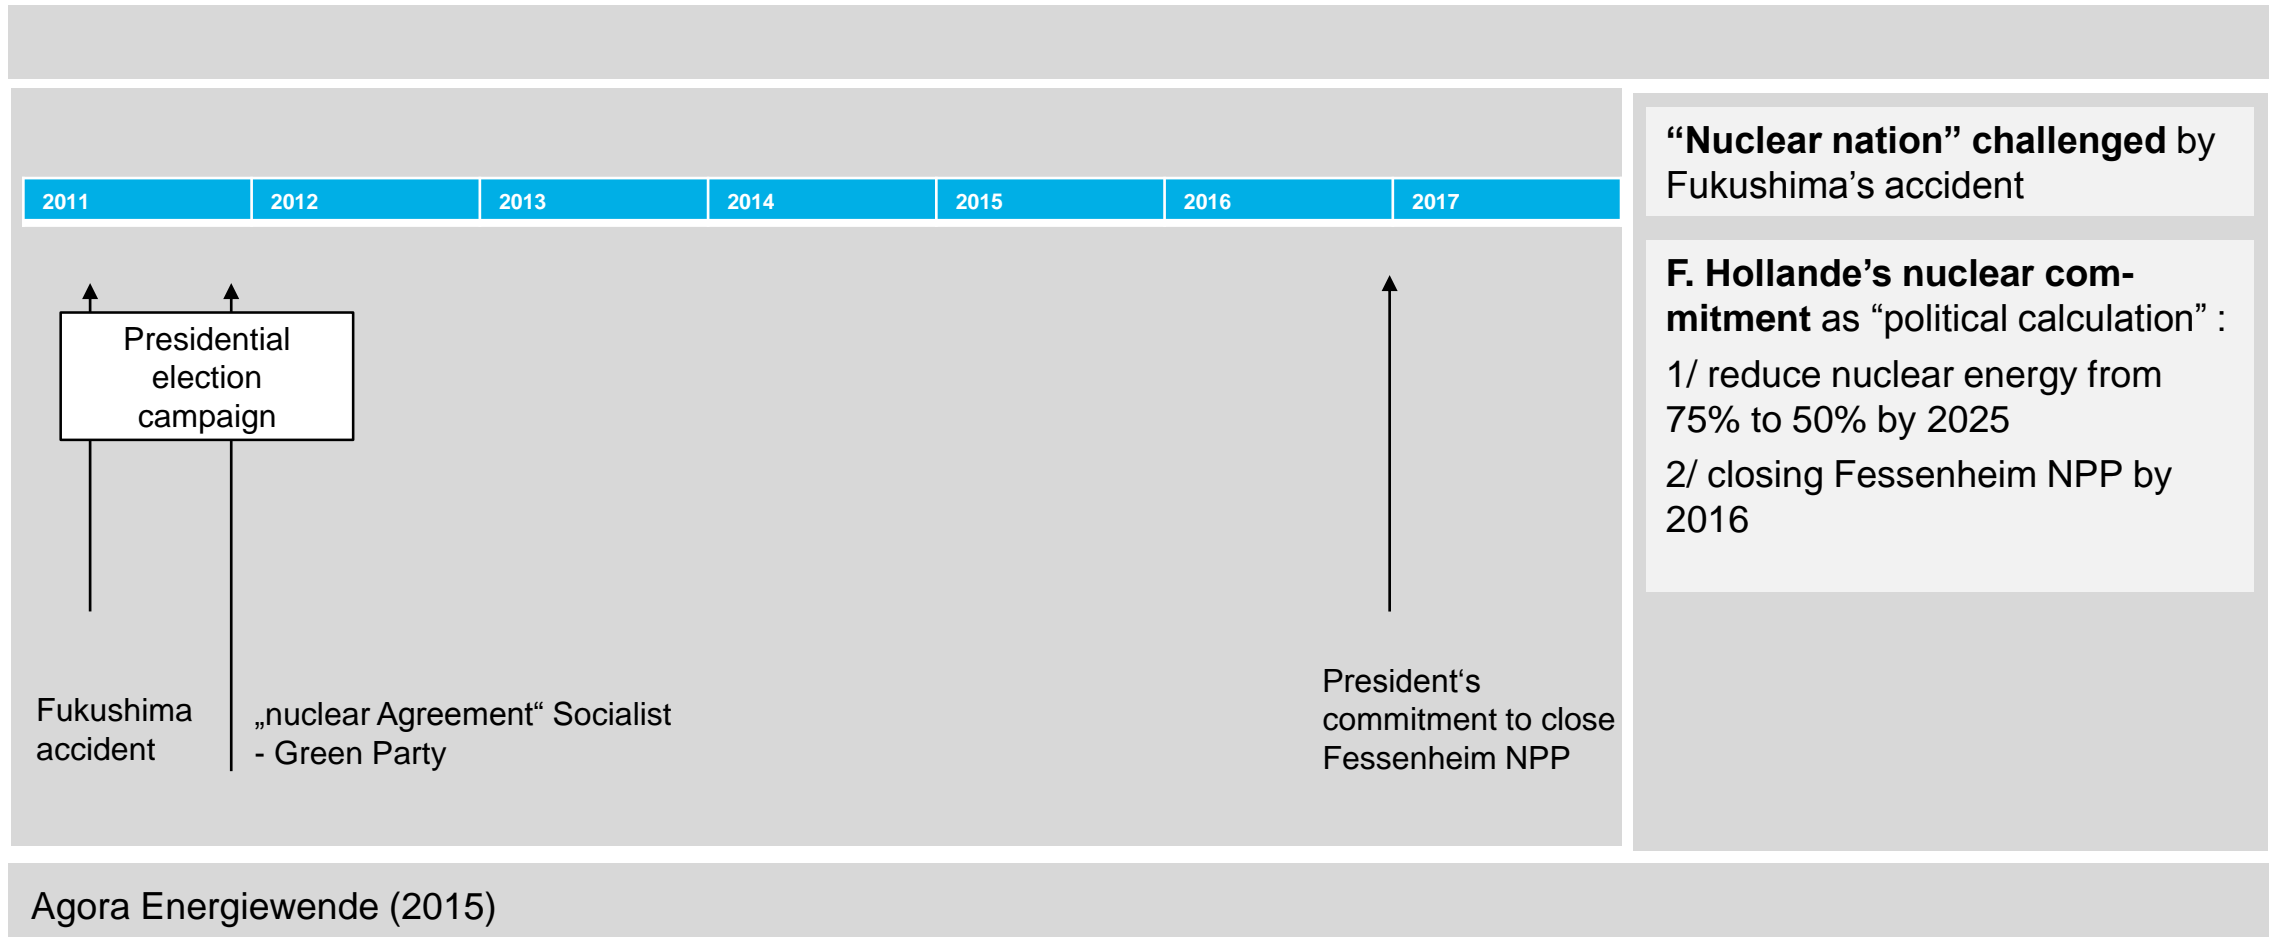 2011 2012 2013 2014 2015 2016 2017
Presidential
election
campaign
Fukushima
accident
„nuclear Agreement“ Socialist
- Green Party
President‘s
commitment to close
Fessenheim NPP
“Nuclear nation” challenged by
Fukushima’s accident
F. Hollande’s nuclear com-
mitment as “political calculation” :
1/ reduce nuclear energy from
75% to 50% by 2025
2/ closing Fessenheim NPP by
2016
Agora Energiewende (2015)